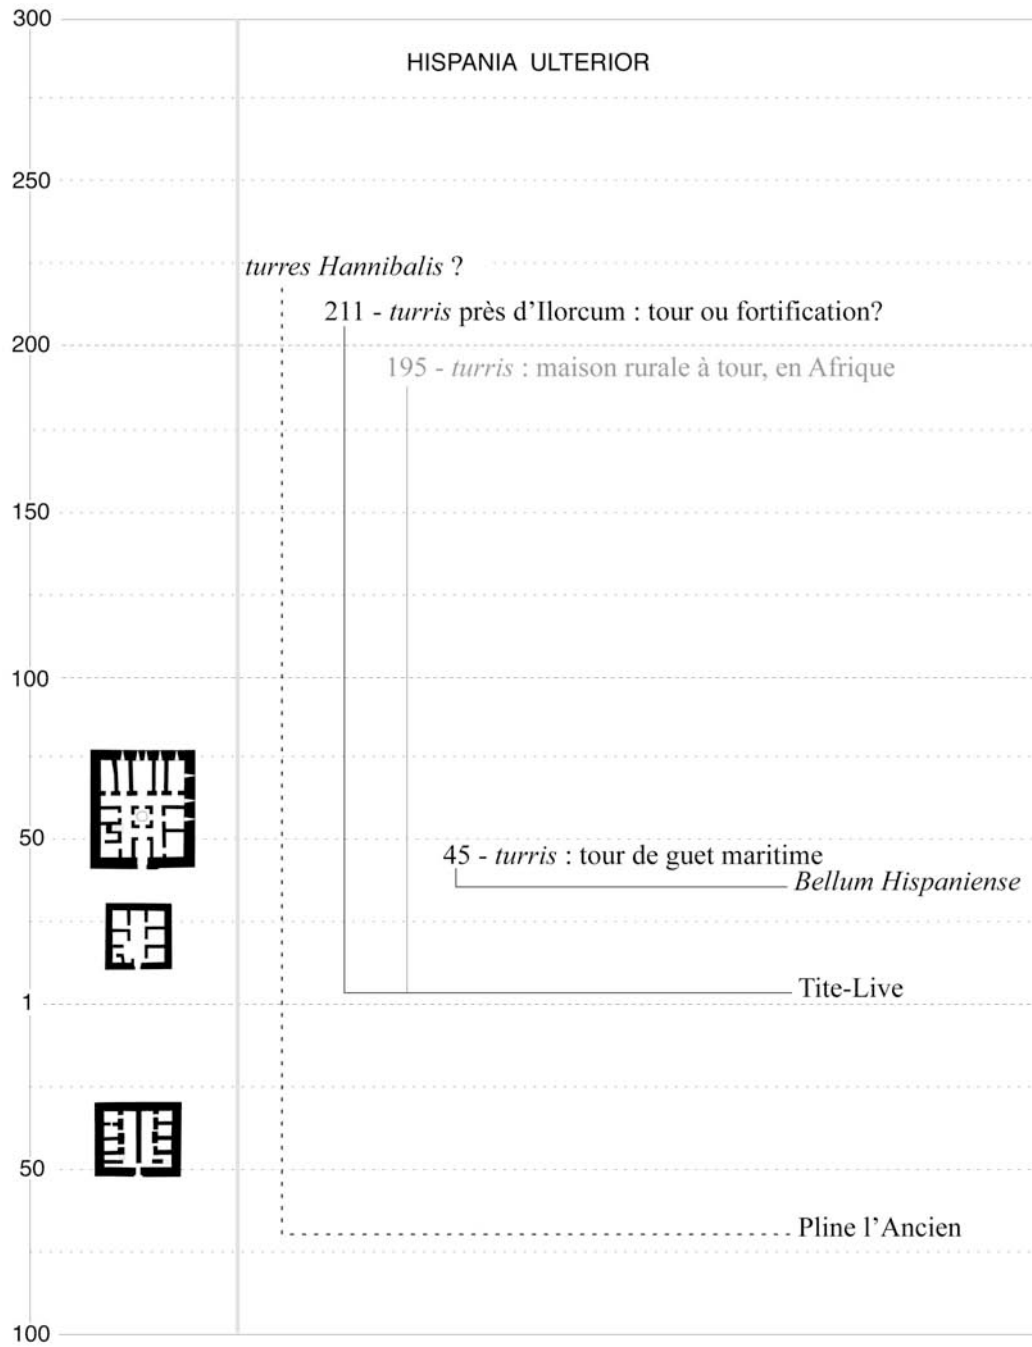 300
HISPANIA ULTERIOR
250
turres Hannibalis ?
211 - turris près d'Ilorcum : tour ou fortification?
200
195 - turris : maison rurale à tour, en Afrique
150
100
50
45 - turris : tour de guet maritime
Bellum Hispaniense
Tite-Live
1
50
Pline l'Ancien
100